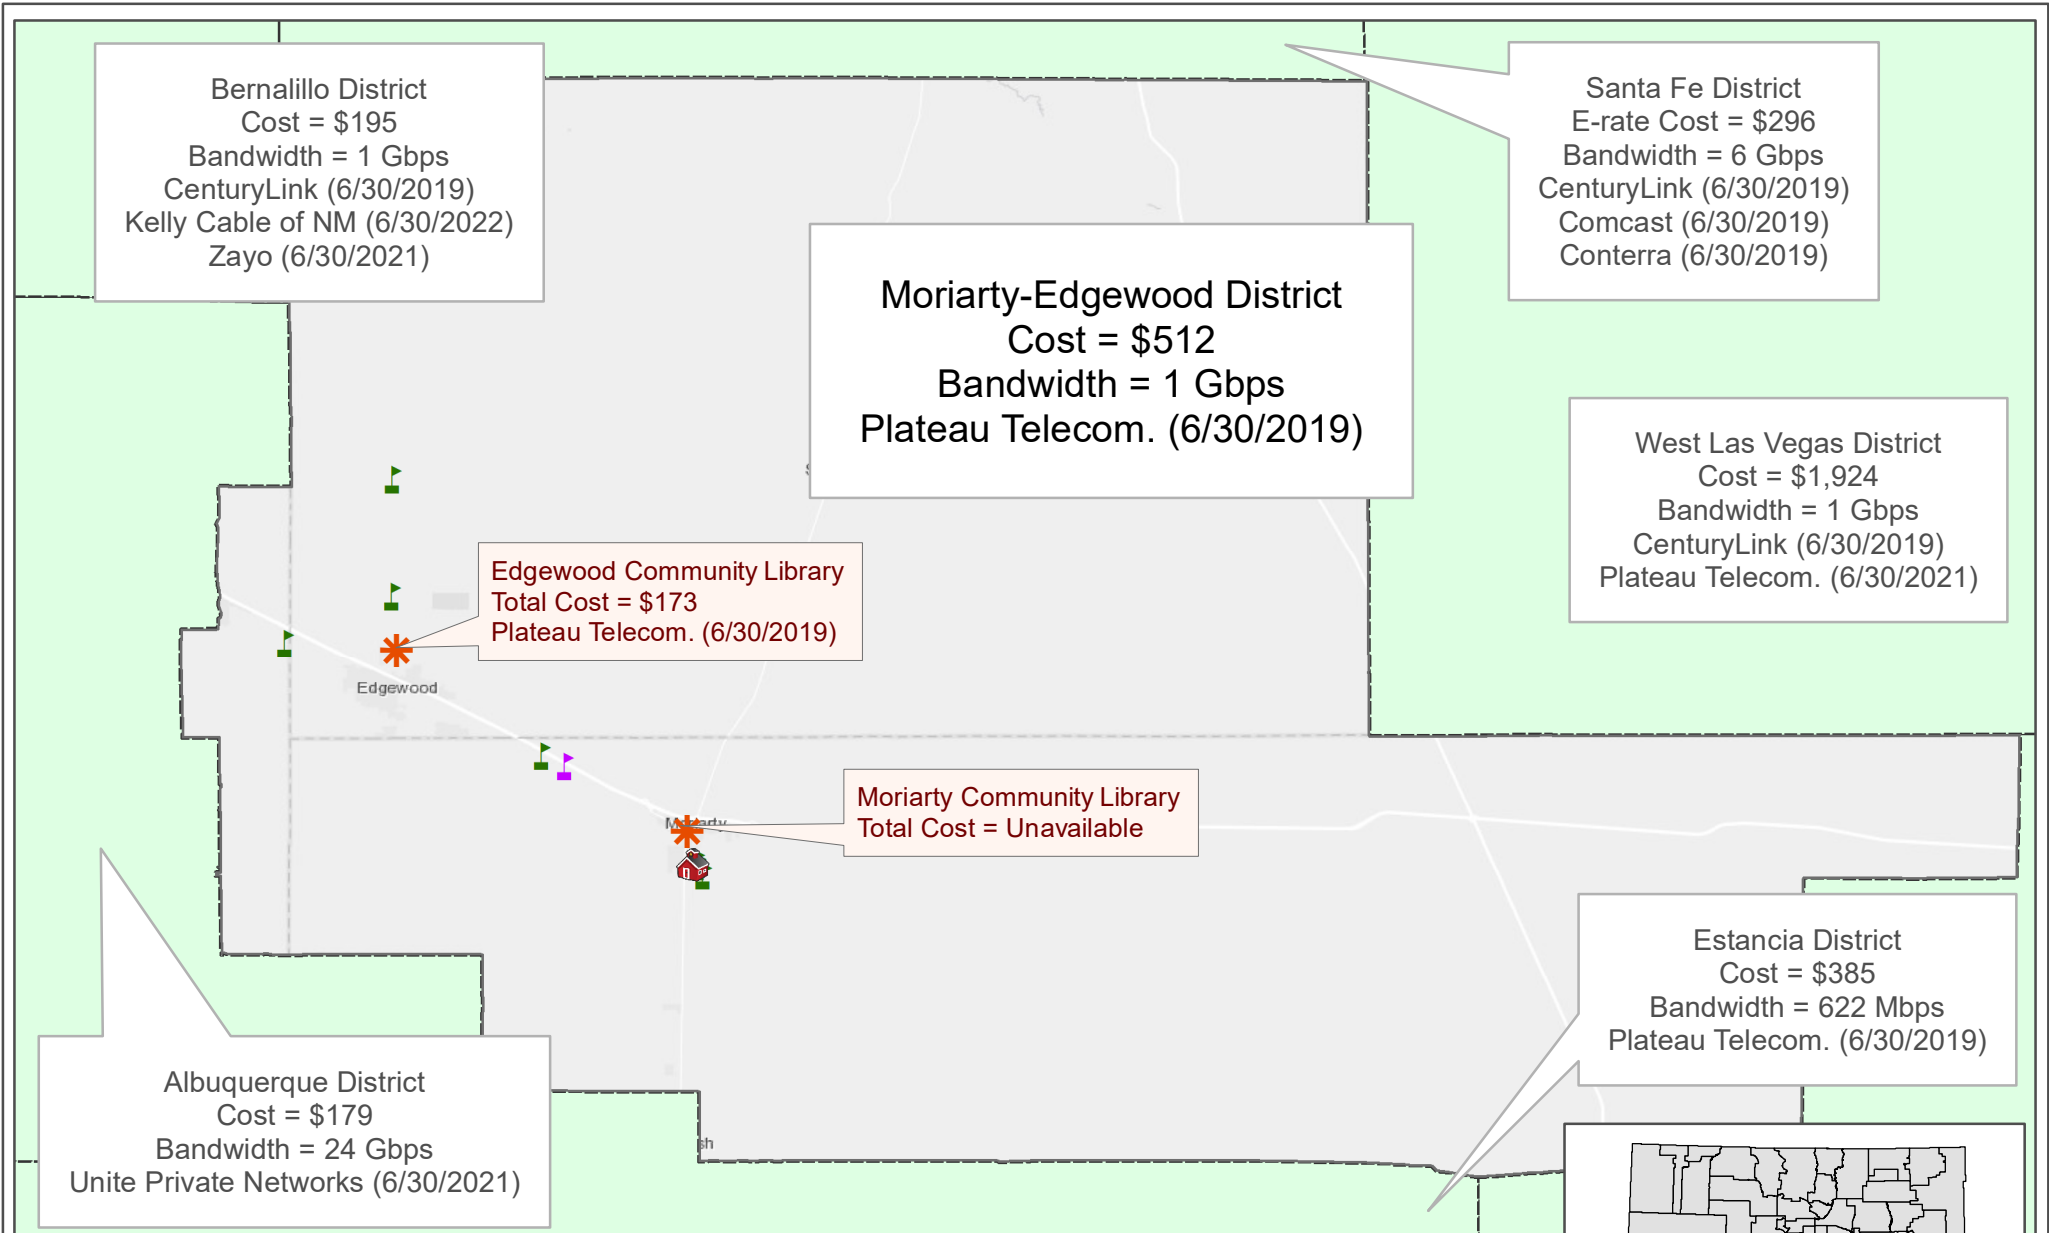 Bernalillo District
Cost = $195
Bandwidth = 1 Gbps
CenturyLink (6/30/2019)
Kelly Cable of NM (6/30/2022)
Zayo (6/30/2021)
Santa Fe District
E-rate Cost = $296
Bandwidth = 6 Gbps
CenturyLink (6/30/2019)
Comcast (6/30/2019)
Conterra (6/30/2019)
Moriarty-Edgewood District
Cost = $512
Bandwidth = 1 Gbps
Plateau Telecom. (6/30/2019)
West Las Vegas District
Cost = $1,924
Bandwidth = 1 Gbps
CenturyLink (6/30/2019)
Plateau Telecom. (6/30/2021)
Edgewood Community Library
Total Cost = $173
Plateau Telecom. (6/30/2019)
Edgewood
Moriarty Community Library
Total Cost = Unavailable
Moriarty
Estancia District
Cost = $385
Bandwidth = 622 Mbps
Plateau Telecom. (6/30/2019)
Albuquerque District
Cost = $179
Bandwidth = 24 Gbps
Unite Private Networks (6/30/2021)
sh